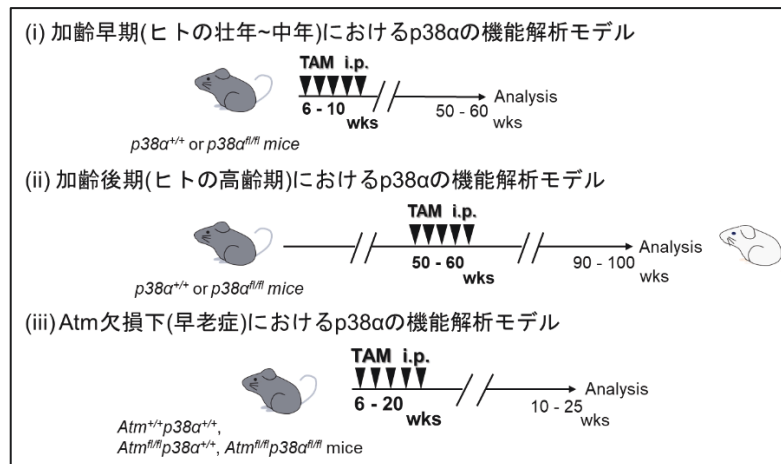 (i) 加齢早期(ヒトの壮年~中年)におけるp38αの機能解析モデル
TAM i.p.
6 - 10
wks
50 - 60
wks
Analysis
p38α+/+ or p38αfl/fl mice
(ii) 加齢後期(ヒトの高齢期)におけるp38αの機能解析モデル
TAM i.p.
50 - 60
wks
90 - 100
wks
Analysis
p38α+/+ or p38αfl/fl mice
(iii) Atm欠損下(早老症)におけるp38αの機能解析モデル
TAM i.p.
6 - 20
wks
10 - 25
wks
Analysis
Atm+/+p38α+/+,
Atmfl/flp38α+/+, Atmfl/flp38αfl/fl mice